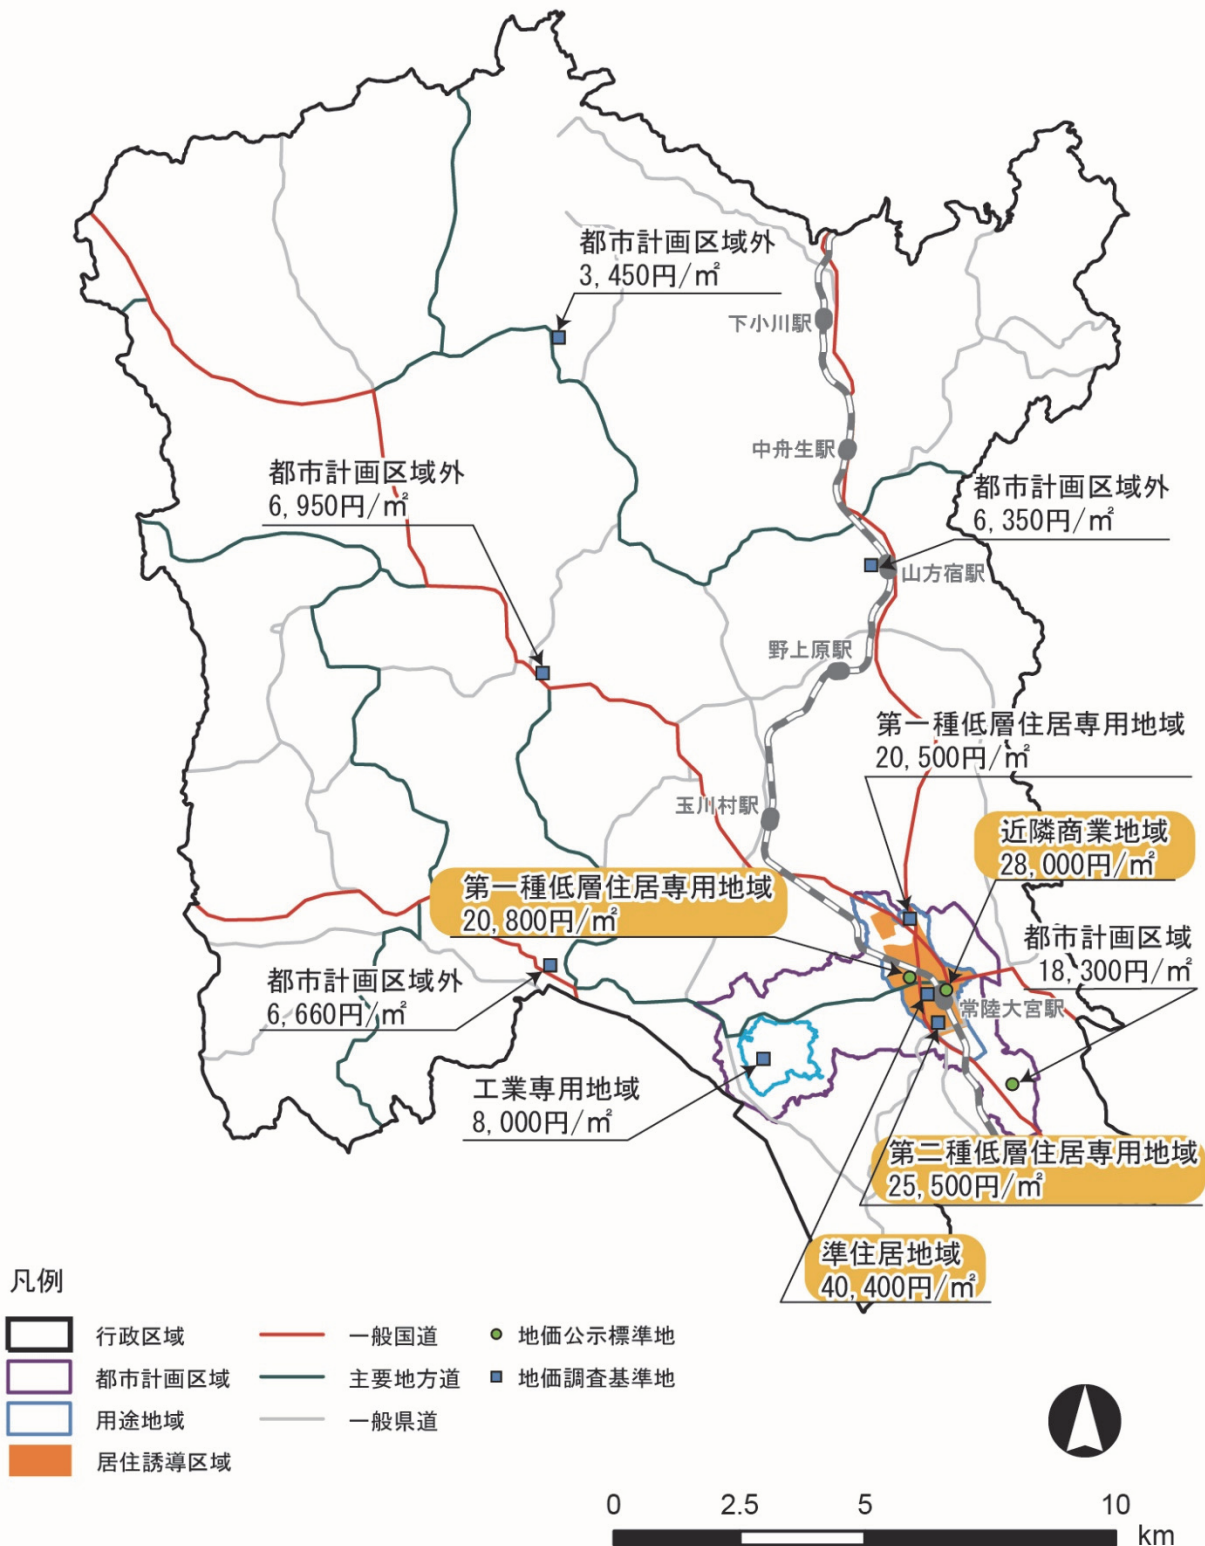 都市計画区域外
3,450円/㎡
下小川駅
中舟生駅
都市計画区域外
6,950円/㎡
都市計画区域外
6,350円/㎡
山方宿駅
野上原駅
第一種低層住居専用地域
20,500円/㎡
玉川村駅
近隣商業地域
28,000円/㎡
第一種低層住居専用地域
20,800円/㎡
都市計画区域
18,300円/㎡
都市計画区域外
6,660円/㎡
常陸大宮駅
工業専用地域
8,000円/㎡
第二種低層住居専用地域
25,500円/㎡
準住居地域
40,400円/㎡
凡例
行政区域
都市計画区域
用途地域
居住誘導区域
一般国道
主要地方道
一般県道
地価公示標準地
地価調査基準地
0 2.5 5 10
km